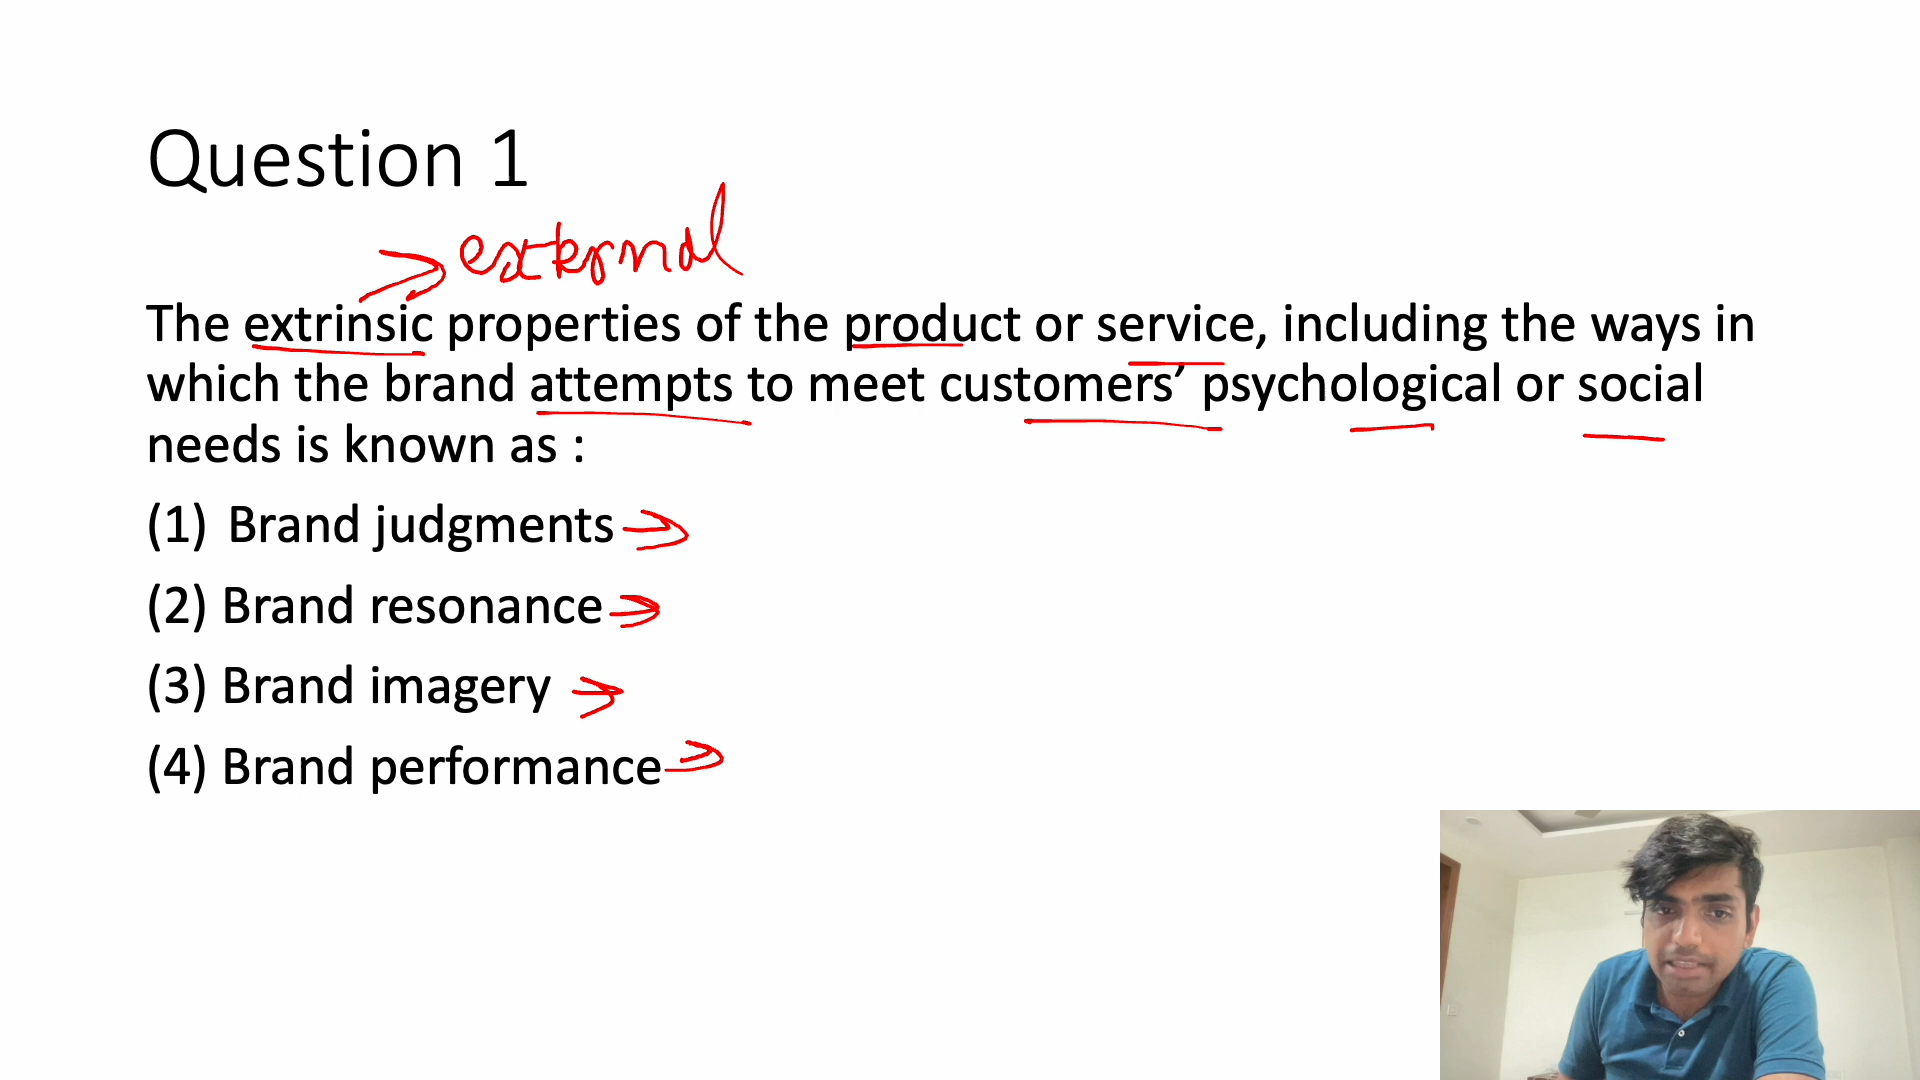 Question 1
external
The extrinsic properties of the product or service, including the ways in
which the brand attempts to meet customers’ psychological or social
needs is known as :
(1) Brand judgments
(2) Brand resonance
(3) Brand imagery
(4) Brand performance